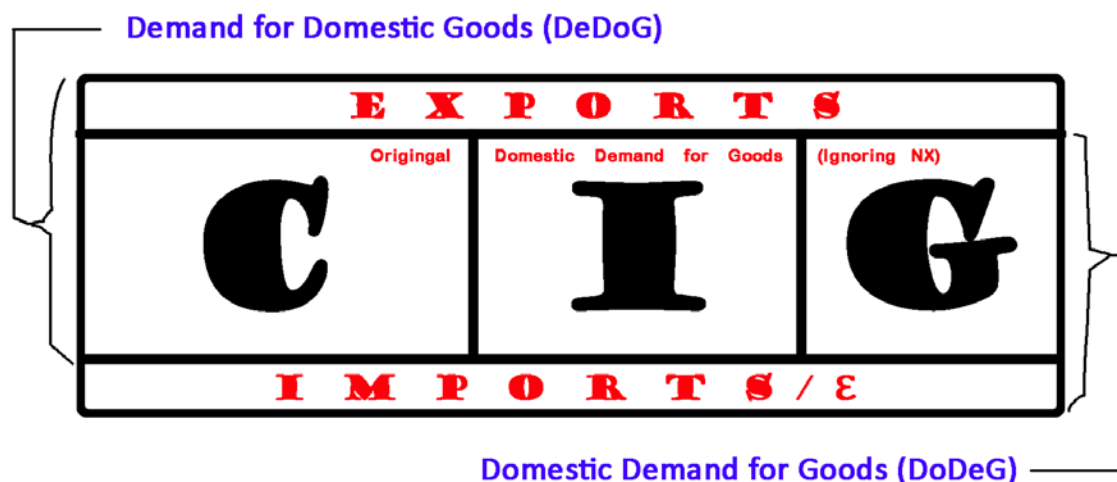 Demand for Domestic Goods (DeDoG)
EXPORTS
Origingal Domestic Demand for Goods (Ignoring NX)
C I G
IMPORTS/ε
Domestic Demand for Goods (DoDeG)